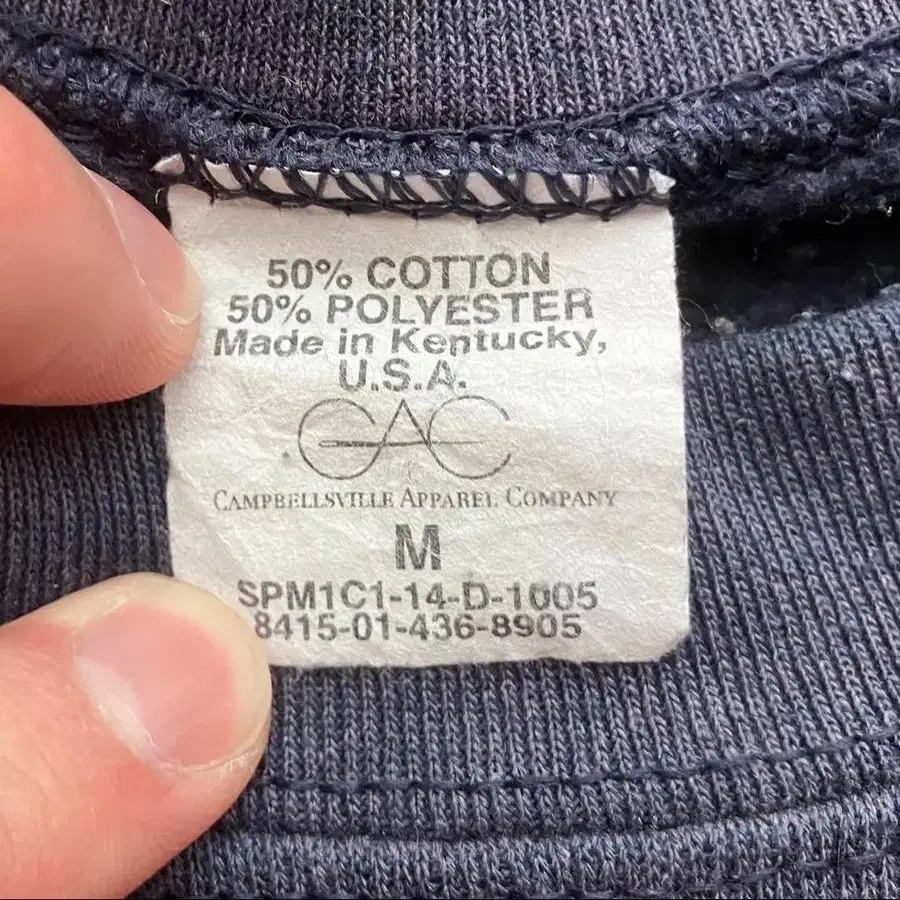 50% COTTON
50% POLYESTER
Made in Kentucky,
U.S.A.
CAC
CAMPBELLSVILLE APPAREL COMPANY
M
SPM1C1-14-D-1005
8415-01-436-8905